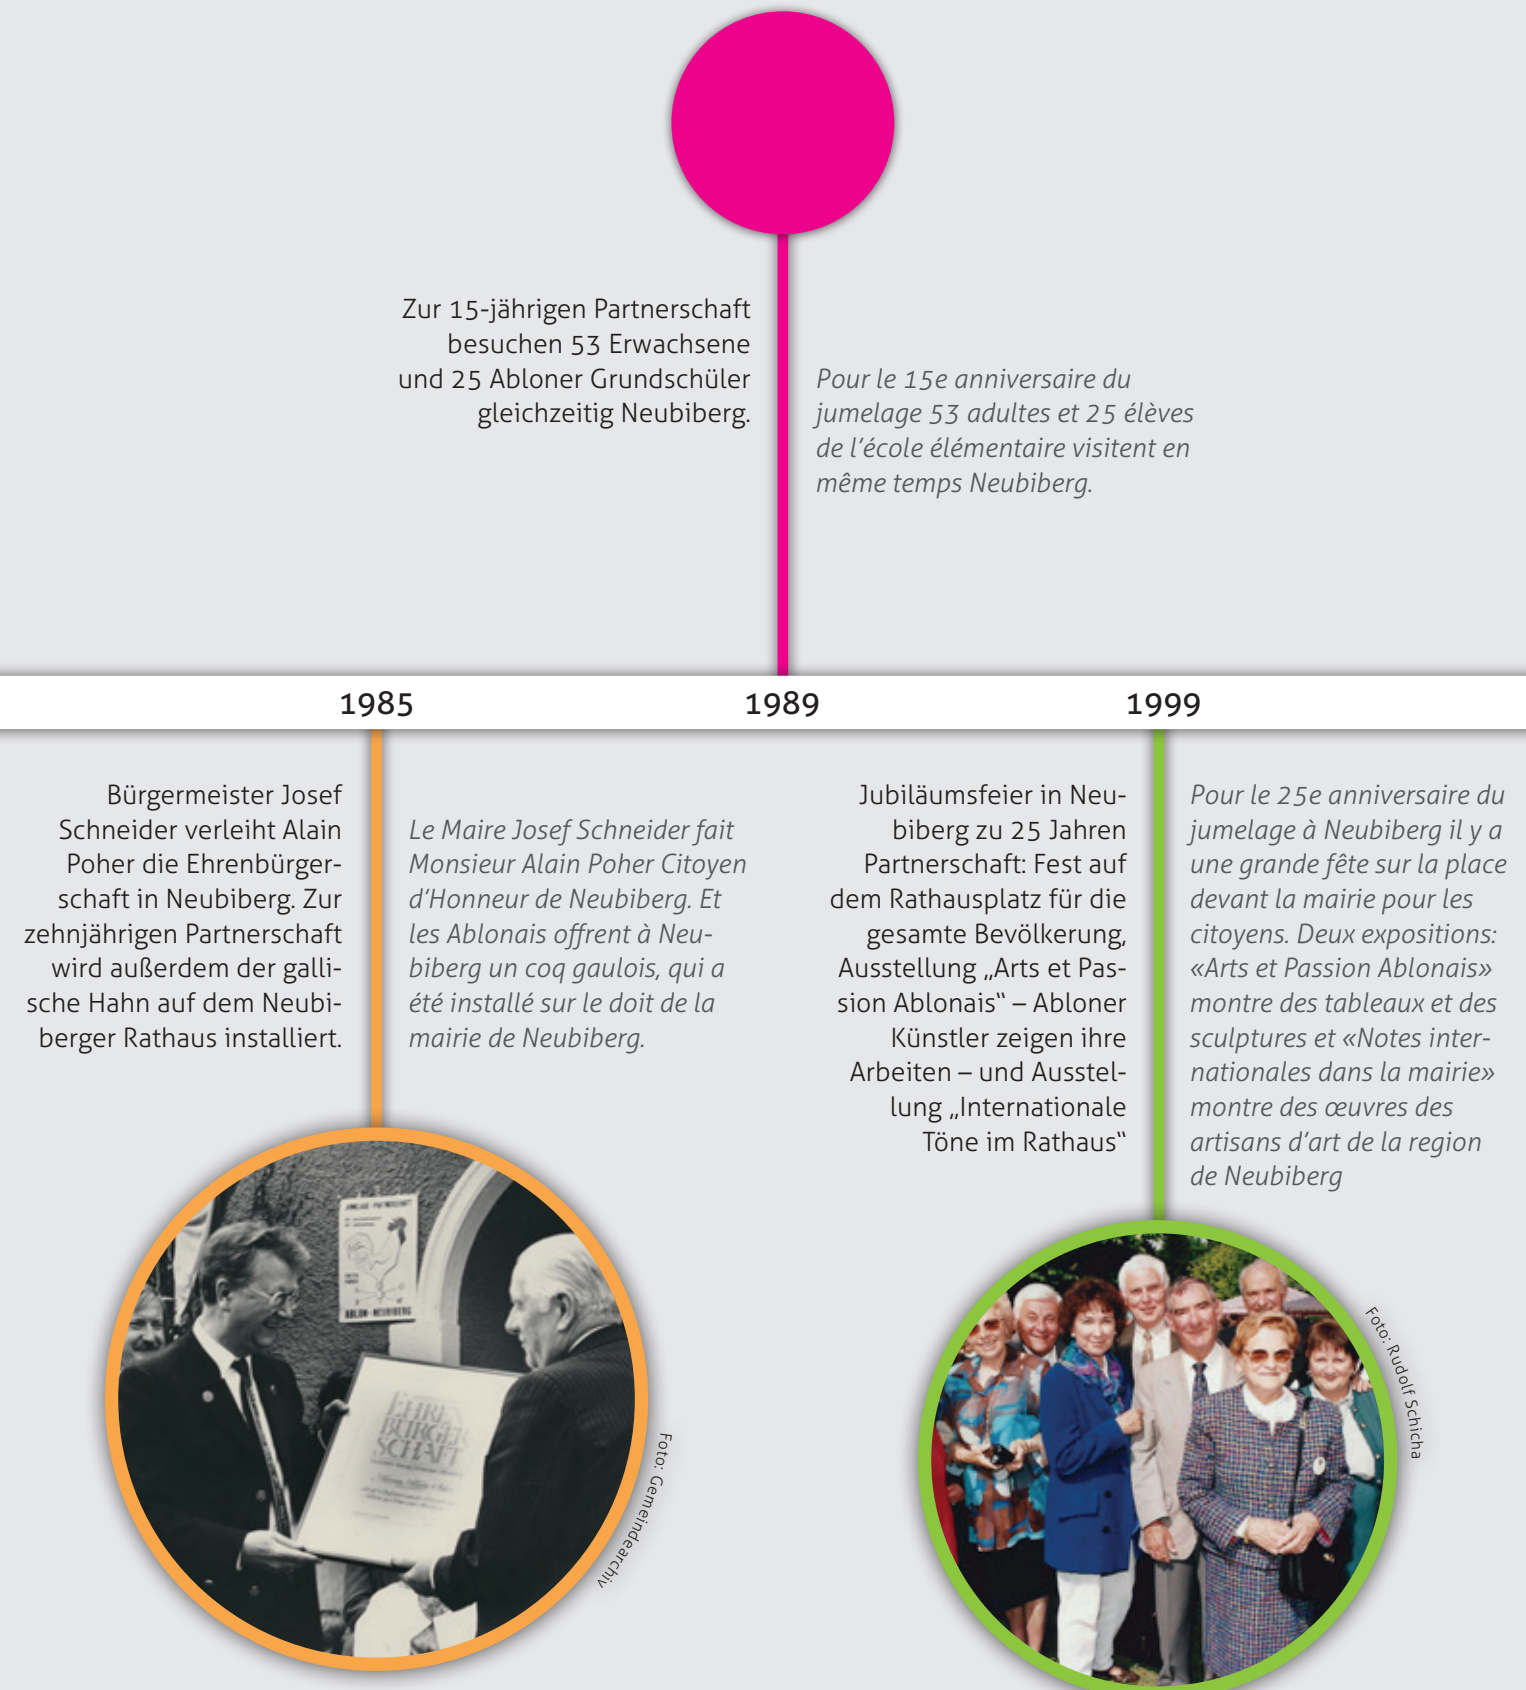 Zur 15-jährigen Partnerschaft
besuchen 53 Erwachsene
und 25 Abloner Grundschüler
gleichzeitig Neubiberg.
Pour le 15e anniversaire du
jumelage 53 adultes et 25 élèves
de l'école élémentaire visitent en
même temps Neubiberg.
1985
1989
1999
Bürgermeister Josef
Schneider verleiht Alain
Poher die Ehrenbürger-
schaft in Neubiberg. Zur
zehnjährigen Partnerschaft
wird außerdem der galli-
sche Hahn auf dem Neubi-
berger Rathaus installiert.
Le Maire Josef Schneider fait
Monsieur Alain Poher Citoyen
d'Honneur de Neubiberg. Et
les Ablonais offrent à Neu-
biberg un coq gaulois, qui a
été installé sur le doit de la
mairie de Neubiberg.
Jubiläumsfeier in Neu-
biberg zu 25 Jahren
Partnerschaft: Fest auf
dem Rathausplatz für die
gesamte Bevölkerung,
Ausstellung „Arts et Pas-
sion Ablonais“ – Abloner
Künstler zeigen ihre
Arbeiten – und Ausstel-
lung „Internationale
Töne im Rathaus“
Pour le 25e anniversaire du
jumelage à Neubiberg il y a
une grande fête sur la place
devant la mairie pour les
citoyens. Deux expositions:
«Arts et Passion Ablonais»
montre des tableaux et des
sculptures et «Notes inter-
nationales dans la mairie»
montre des œuvres des
artisans d'art de la region
de Neubiberg
JUMELAGE - PARTNERSCHAFT
ABLON-NEUBIBERG
EHREN
BÜRGER
SCHAFT
Foto: Gemeindearchiv
Foto: Rudolf Schicha